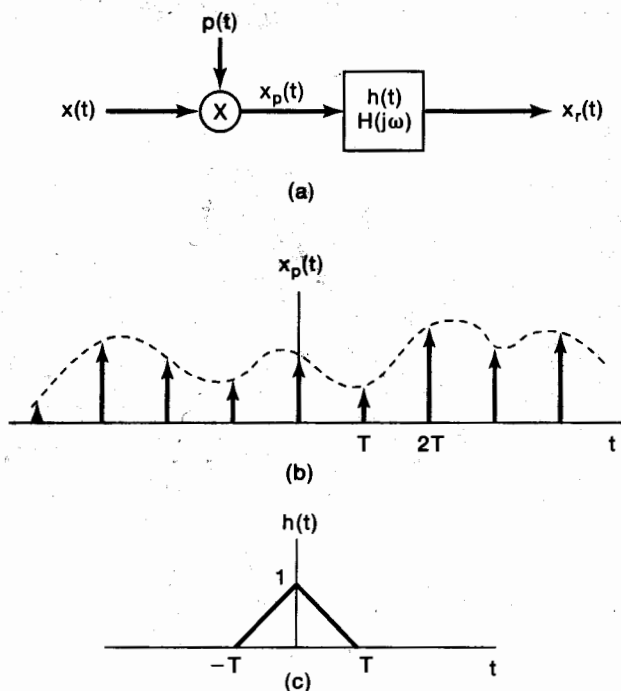 p(t)
x(t) X x_p(t) h(t) H(jω) x_r(t)
(a)
x_p(t)
T 2T t
(b)
h(t)
1
-T T t
(c)